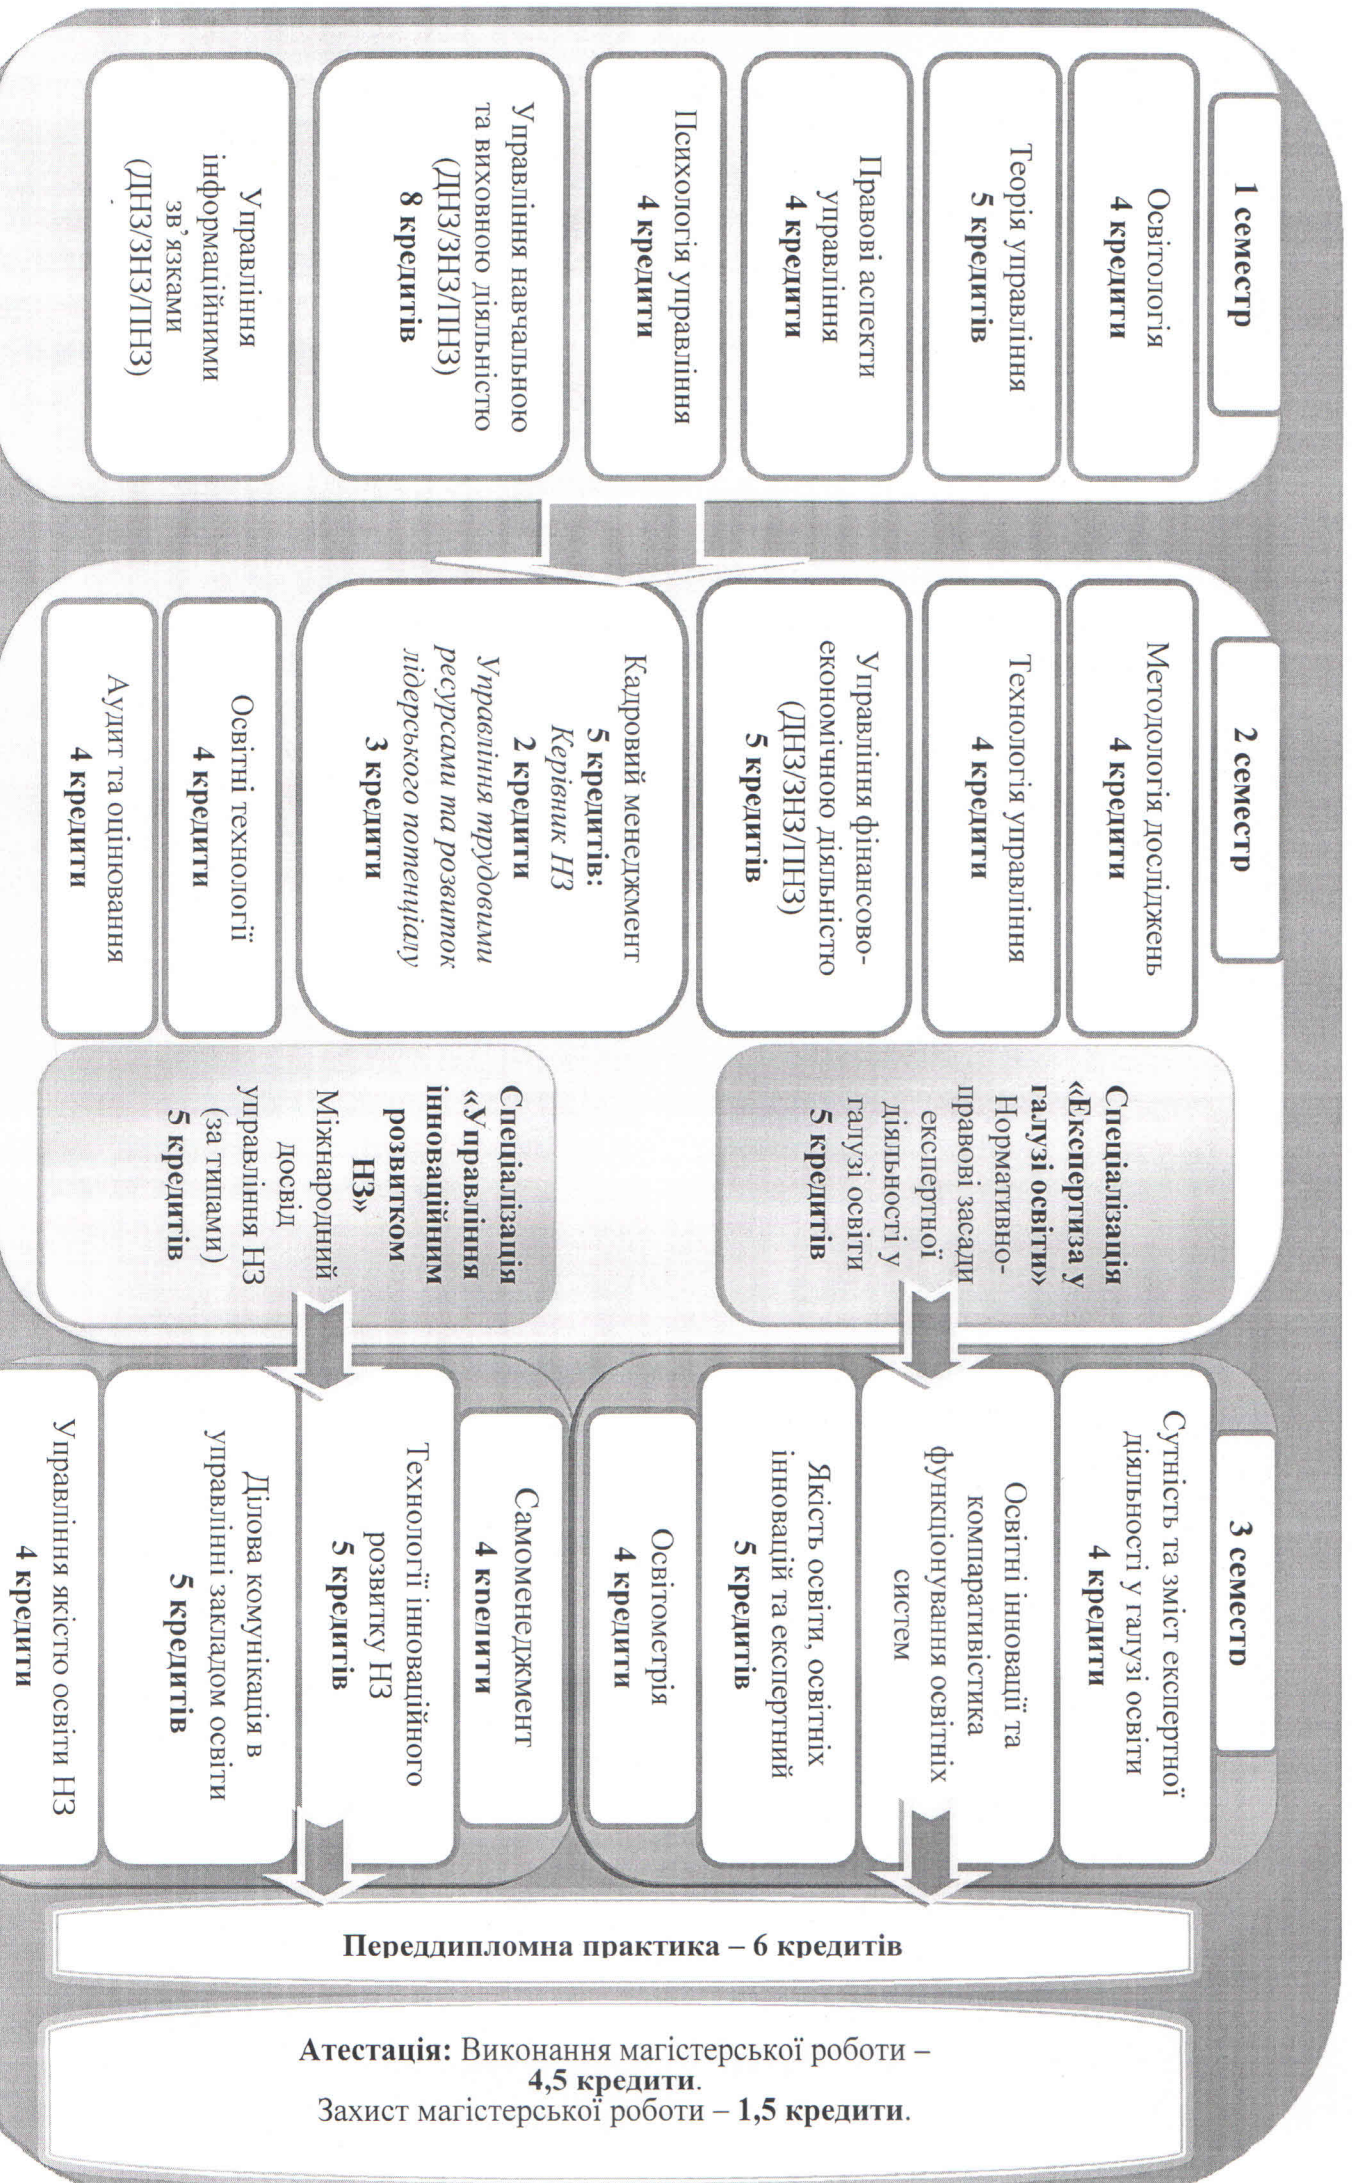 1 семестр
Освітологія
4 кредити
Теорія управління
5 кредитів
Правові аспекти
управління
4 кредити
Психологія управління
4 кредити
Управління навчальною
та виховною діяльністю
(ДНЗ/ЗНЗ/ПНЗ)
8 кредитів
Управління
інформаційними
зв’язками
(ДНЗ/ЗНЗ/ПНЗ)
2 семестр
Методологія досліджень
4 кредити
Технологія управління
4 кредити
Управління фінансово-
економічною діяльністю
(ДНЗ/ЗНЗ/ПНЗ)
5 кредитів
Кадровий менеджмент
5 кредитів:
Керівник НЗ
2 кредити
Управління трудовими
ресурсами та розвиток
лідерського потенціалу
3 кредити
Освітні технології
4 кредити
Аудит та оцінювання
4 кредити
Спеціалізація
«Експертиза у
галузі освіти»
Нормативно-
правові засади
експертної
діяльності у
галузі освіти
5 кредитів
Спеціалізація
«Управління
інноваційним
розвитком
НЗ»
Міжнародний
досвід
управління НЗ
(за типами)
5 кредитів
3 семестр
Сутність та зміст експертної
діяльності у галузі освіти
4 кредити
Освітні інновації та
компаративістика
функціонування освітніх
систем
Якість освіти, освітніх
інновацій та експертний
5 кредитів
Освітометрія
4 кредити
Самоменеджмент
4 кредити
Технології інноваційного
розвитку НЗ
5 кредитів
Ділова комунікація в
управлінні закладом освіти
5 кредитів
Управління якістю освіти НЗ
4 кредити
Переддипломна практика – 6 кредитів
Атестація: Виконання магістерської роботи –
4,5 кредити.
Захист магістерської роботи – 1,5 кредити.